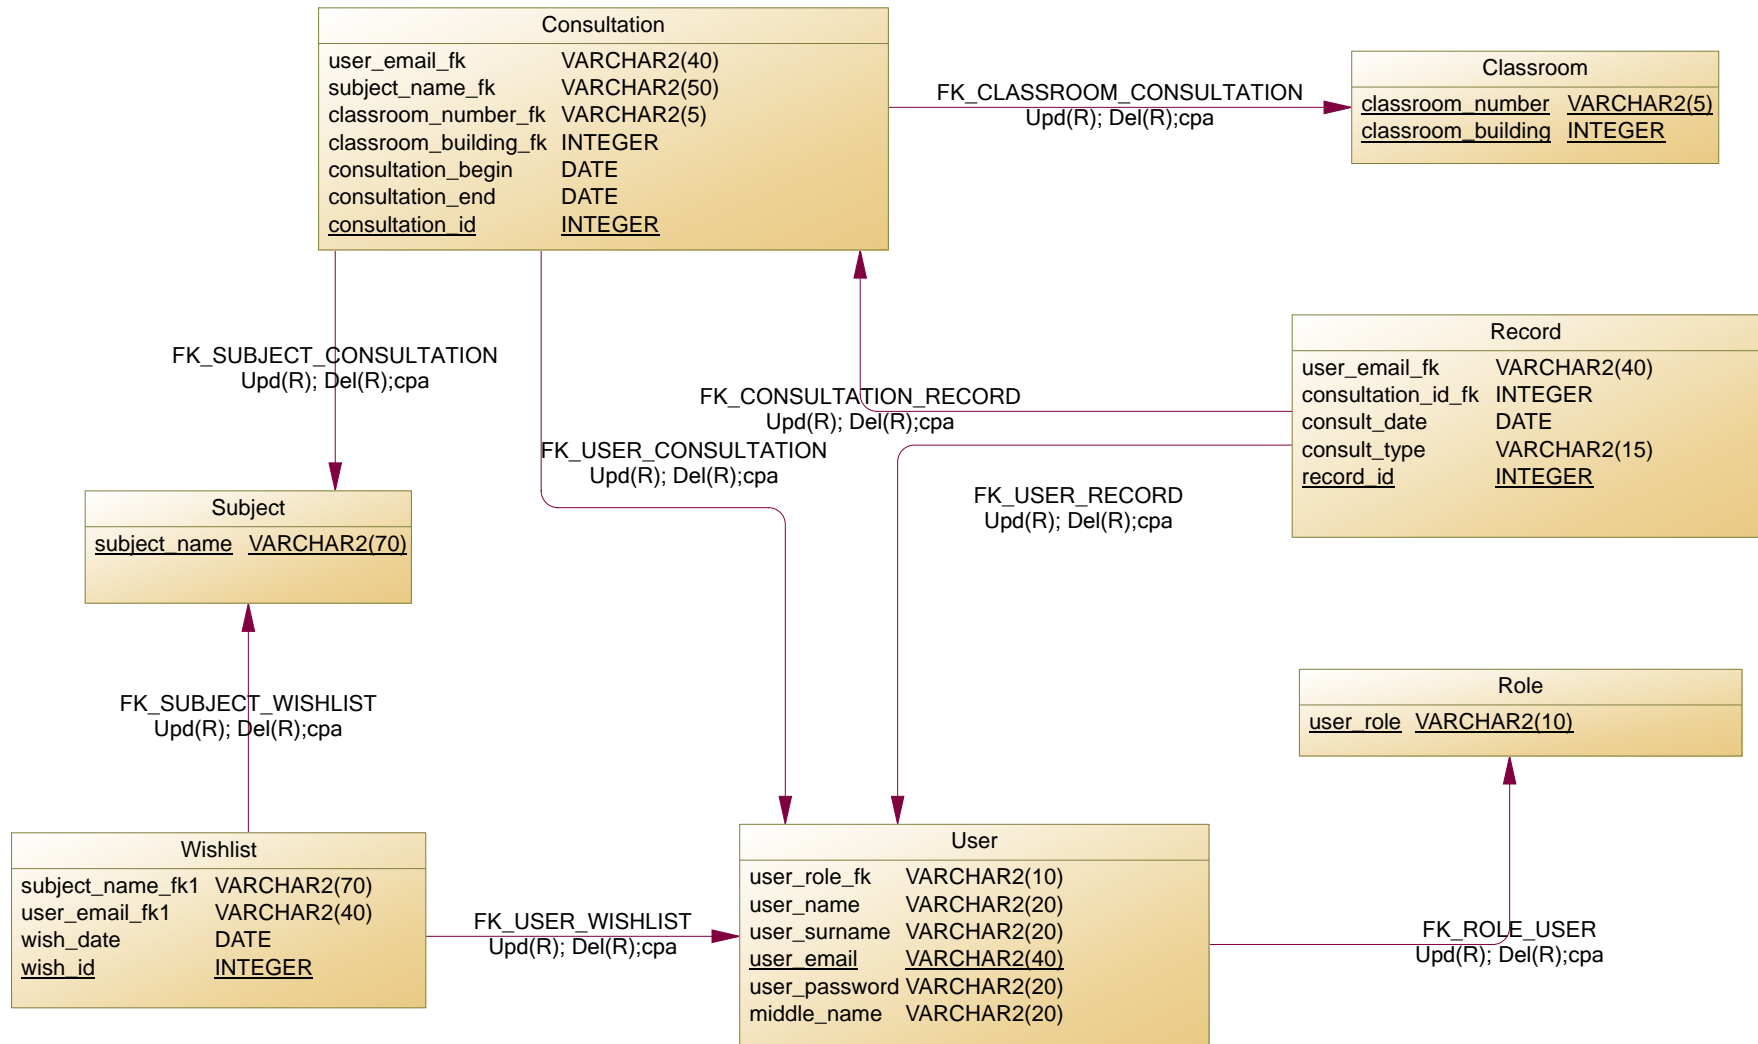 Consultation
user_email_fk VARCHAR2(40)
subject_name_fk VARCHAR2(50)
classroom_number_fk VARCHAR2(5)
classroom_building_fk INTEGER
consultation_begin DATE
consultation_end DATE
consultation_id INTEGER
FK_CLASSROOM_CONSULTATION
Upd(R); Del(R);cpa
Classroom
classroom_number VARCHAR2(5)
classroom_building INTEGER
FK_SUBJECT_CONSULTATION
Upd(R); Del(R);cpa
FK_CONSULTATION_RECORD
Upd(R); Del(R);cpa
FK_USER_CONSULTATION
Upd(R); Del(R);cpa
Record
user_email_fk VARCHAR2(40)
consultation_id_fk INTEGER
consult_date DATE
consult_type VARCHAR2(15)
record_id INTEGER
FK_USER_RECORD
Upd(R); Del(R);cpa
Subject
subject_name VARCHAR2(70)
FK_SUBJECT_WISHLIST
Upd(R); Del(R);cpa
Role
user_role VARCHAR2(10)
Wishlist
subject_name_fk1 VARCHAR2(70)
user_email_fk1 VARCHAR2(40)
wish_date DATE
wish_id INTEGER
FK_USER_WISHLIST
Upd(R); Del(R);cpa
User
user_role_fk VARCHAR2(10)
user_name VARCHAR2(20)
user_surname VARCHAR2(20)
user_email VARCHAR2(40)
user_password VARCHAR2(20)
middle_name VARCHAR2(20)
FK_ROLE_USER
Upd(R); Del(R);cpa